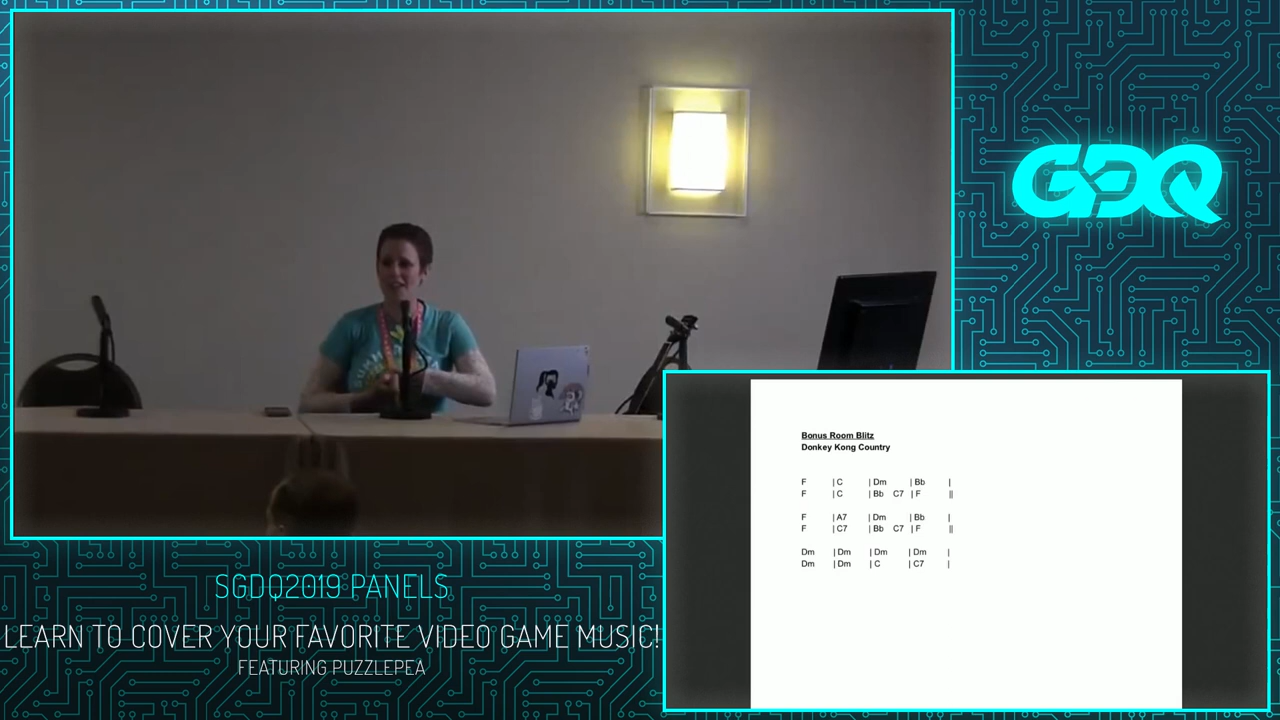 GDQ
Bonus Room Blitz
Donkey Kong Country
F | C | Dm | Bb |
F | C | Bb C7 | F ||
F | A7 | Dm | Bb |
F | C7 | Bb C7 | F ||
Dm | Dm | Dm | Dm |
Dm | Dm | C | C7 |
SGDQ2019 PANELS
LEARN TO COVER YOUR FAVORITE VIDEO GAME MUSIC!
FEATURING PUZZLEPEA